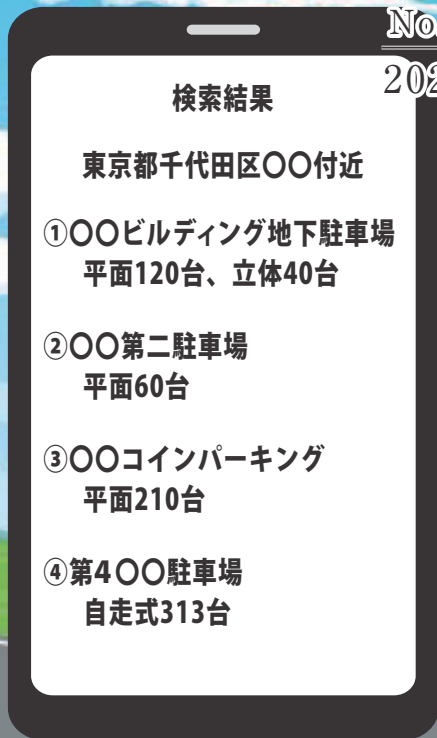 No
202
検索結果
東京都千代田区〇〇付近
①〇〇ビルディング地下駐車場
平面120台、立体40台
②〇〇第二駐車場
平面60台
③〇〇コインパーキング
平面210台
④第4〇〇駐車場
自走式313台